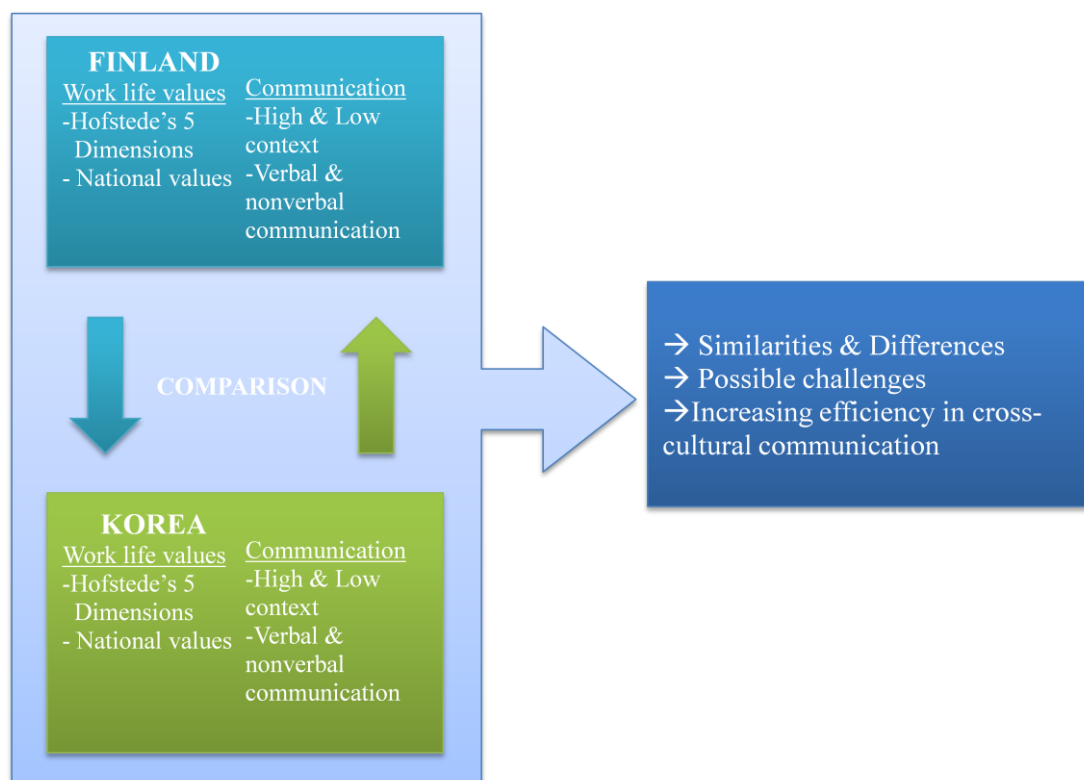 FINLAND
Work life values
-Hofstede's 5
Dimensions
- National values
Communication
-High & Low
context
-Verbal &
nonverbal
communication
COMPARISON
KOREA
Work life values
-Hofstede's 5
Dimensions
- National values
Communication
-High & Low
context
-Verbal &
nonverbal
communication
→ Similarities & Differences
→ Possible challenges
→Increasing efficiency in cross-
cultural communication